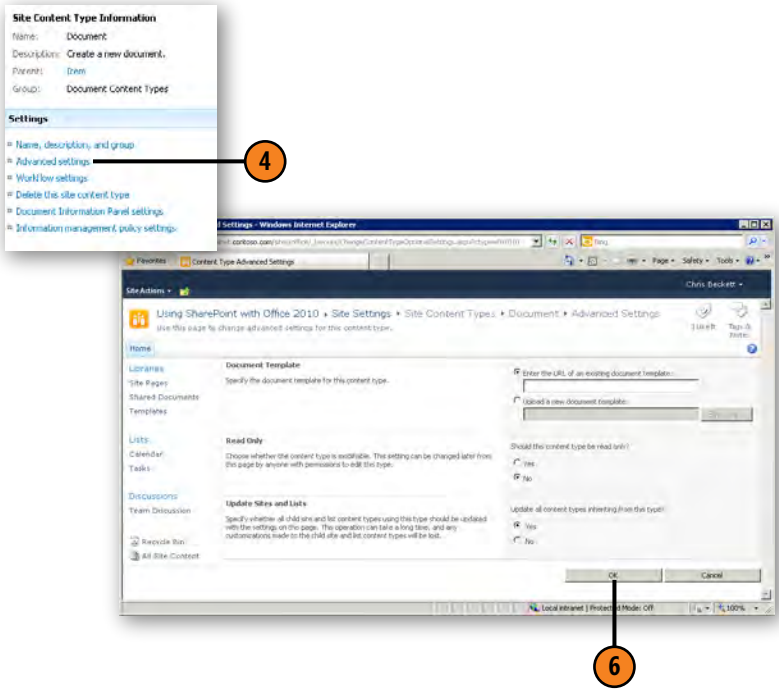 Site Content Type Information
Name: Document
Description: Create a new document.
Parent: Item
Group: Document Content Types
Settings
Name, description, and group
Advanced settings
4
Workflow settings
Delete this site content type
Document Information Panel settings
Information management policy settings
d Settings - Windows Internet Explorer
Bing
Favorites Content Type Advanced Settings
Page Safety Tools
Site Actions
Chris Beckett
Using SharePoint with Office 2010 Site Settings Site Content Types Document Advanced Settings
Use this page to change advanced settings for this content type.
I Like It Tags & Notes
Home
Libraries
Site Pages
Shared Documents
Templates
Lists
Calendar
Tasks
Discussions
Team Discussion
Recycle Bin
All Site Content
Document Template
Specify the document template for this content type.
Enter the URL of an existing document template:
Upload a new document template:
Read Only
Choose whether the content type is modifiable. This setting can be changed later from
this page by anyone with permissions to edit this type.
Should this content type be read only?
Yes
No
Update Sites and Lists
Specify whether all child site and list content types using this type should be updated
with the settings on this page. This operation can take a long time, and any
customizations made to the child site and list content types will be lost.
Update all content types inheriting from this type?
Yes
No
OK Cancel
Local intranet | Protected Mode: Off 100%
6